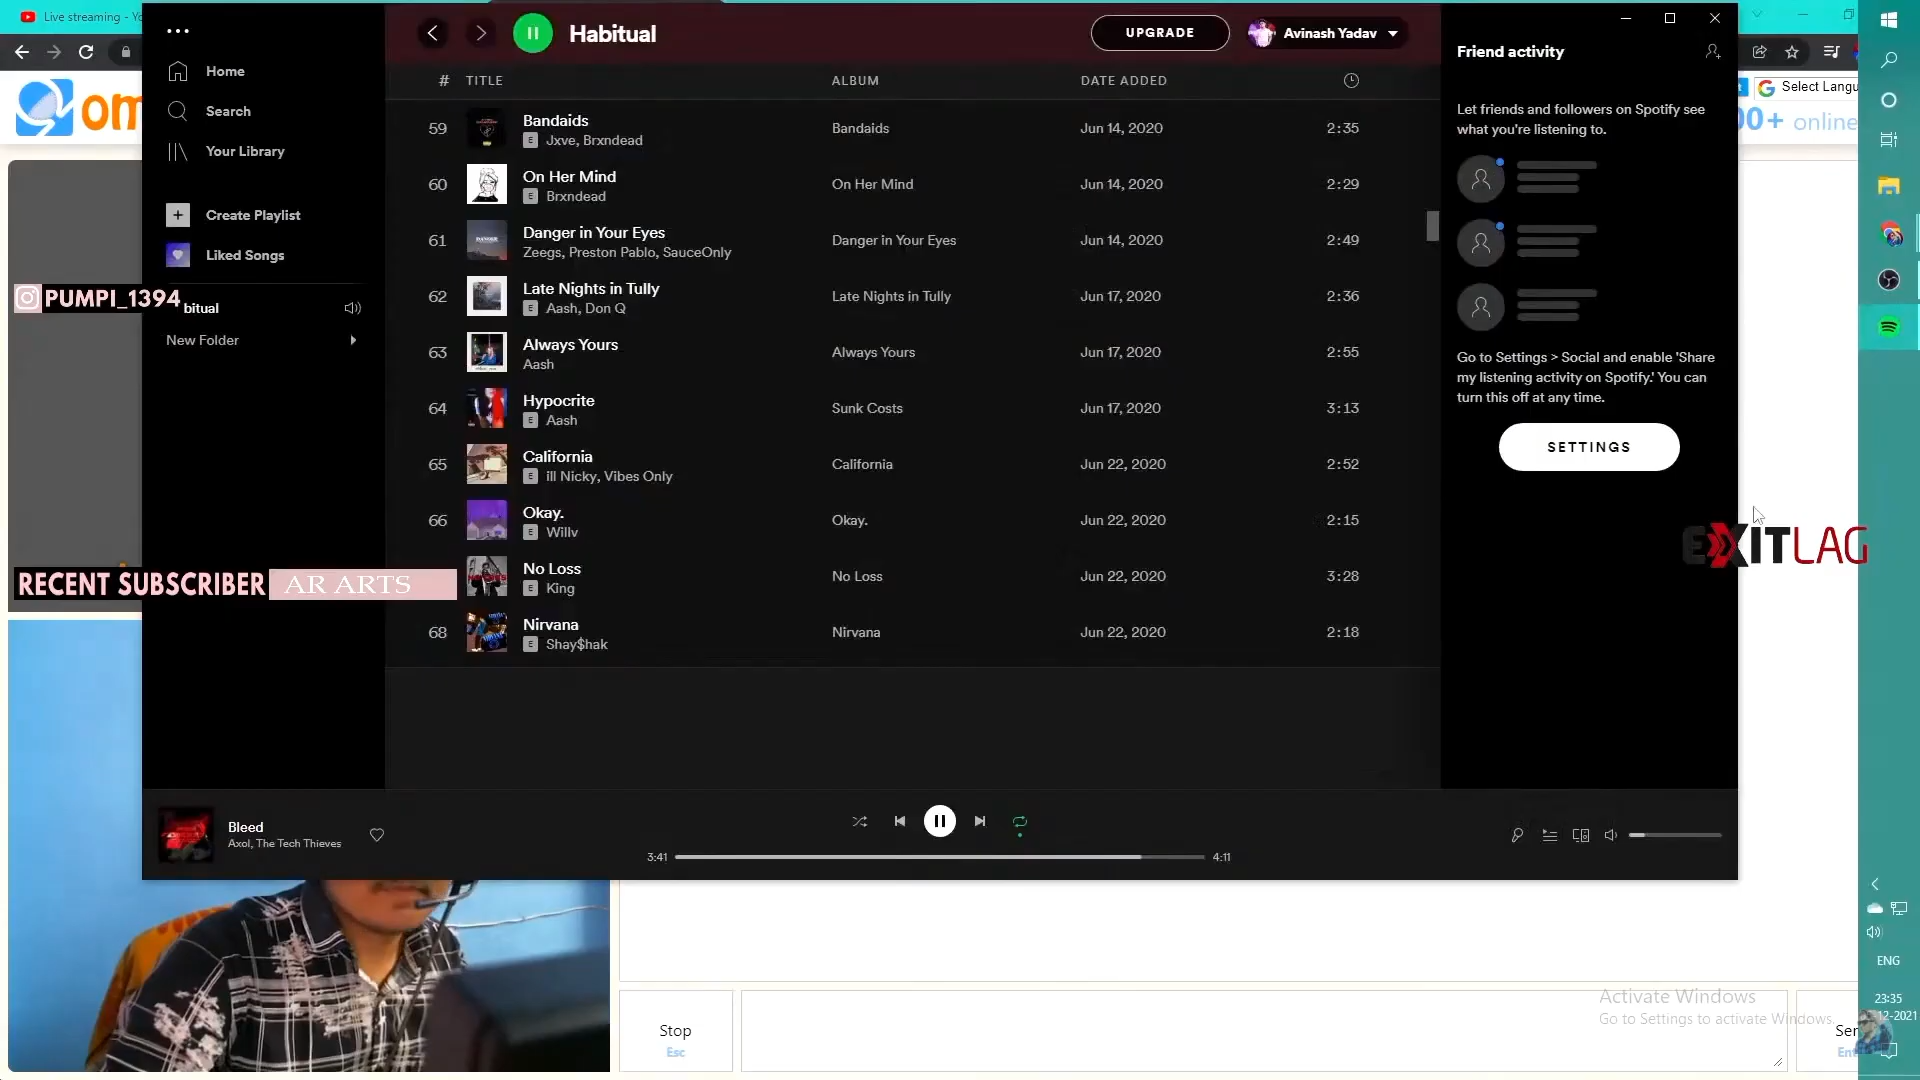 Live streaming - Yo
om
Select Langu
00+ online
Home
Search
Your Library
Create Playlist
Liked Songs
bitual
New Folder
PUMPI_1394
RECENT SUBSCRIBER AR ARTS
Habitual
UPGRADE
Avinash Yadav
# TITLE ALBUM DATE ADDED
59 Bandaids Bandaids Jun 14, 2020 2:35
E Jxve, Brxndead
60 On Her Mind On Her Mind Jun 14, 2020 2:29
E Brxndead
61 Danger in Your Eyes Danger in Your Eyes Jun 14, 2020 2:49
Zeegs, Preston Pablo, SauceOnly
62 Late Nights in Tully Late Nights in Tully Jun 17, 2020 2:36
E Aash, Don Q
63 Always Yours Always Yours Jun 17, 2020 2:55
Aash
64 Hypocrite Sunk Costs Jun 17, 2020 3:13
E Aash
65 California California Jun 22, 2020 2:52
E ill Nicky, Vibes Only
66 Okay. Okay. Jun 22, 2020 2:15
E Willv
No Loss No Loss Jun 22, 2020 3:28
E King
68 Nirvana Nirvana Jun 22, 2020 2:18
E Shay$hak
Friend activity
Let friends and followers on Spotify see
what you're listening to.
Go to Settings > Social and enable 'Share
my listening activity on Spotify.' You can
turn this off at any time.
SETTINGS
EXITLAG
Bleed
Axol, The Tech Thieves
3:41 4:11
Stop
Esc
Activate Windows
Go to Settings to activate Windows.
Ser
Ent
ENG
23:35
12-2021